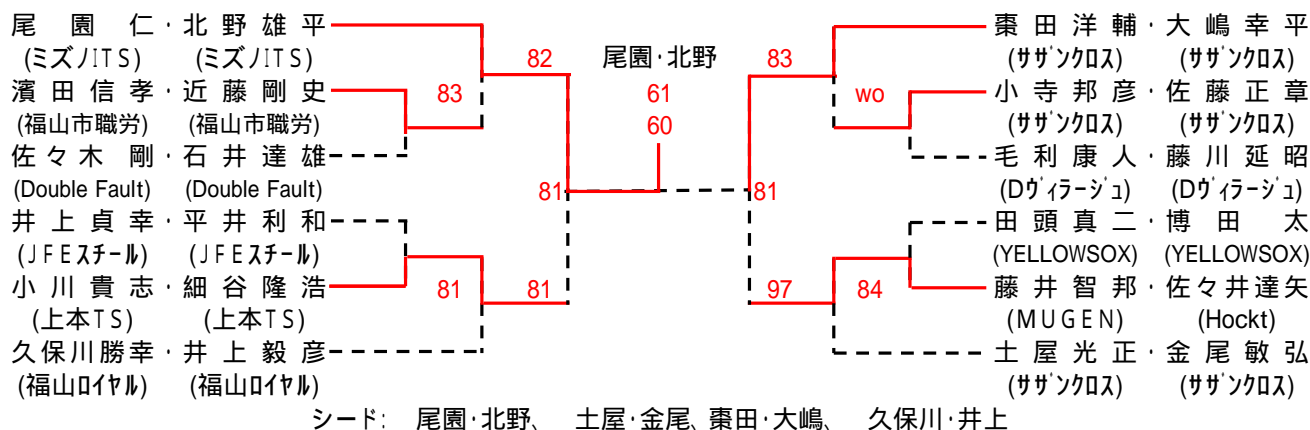 尾園仁・北野雄平
(ミズノITS) (ミズノITS)
濱田信孝・近藤剛史
(福山市職労) (福山市職労)
佐々木剛・石井達雄
(Double Fault) (Double Fault)
井上貞幸・平井利和
(JFEスチール) (JFEスチール)
小川貴志・細谷隆浩
(上本TS) (上本TS)
久保川勝幸・井上毅彦
(福山ロイヤル) (福山ロイヤル)
82
83
81
81
81
尾園・北野
61
60
83
wo
81
97
84
棗田洋輔・大嶋幸平
(サザンクロス) (サザンクロス)
小寺邦彦・佐藤正章
(サザンクロス) (サザンクロス)
毛利康人・藤川延昭
(Dヴィラージュ) (Dヴィラージュ)
田頭真二・博田太
(YELLOWSOX) (YELLOWSOX)
藤井智邦・佐々井達矢
(MUGEN) (Hockt)
土屋光正・金尾敏弘
(サザンクロス) (サザンクロス)
シード: 尾園・北野、 土屋・金尾、棗田・大嶋、 久保川・井上